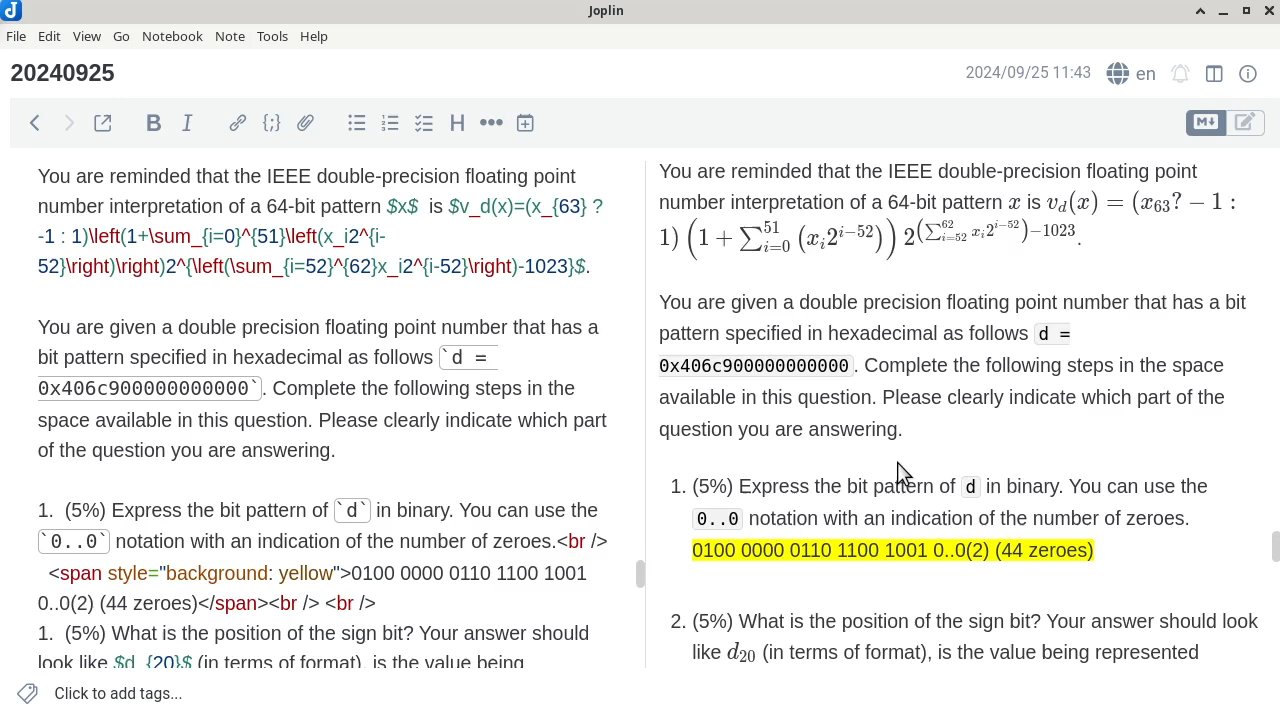 Joplin
File Edit View Go Notebook Note Tools Help
20240925
2024/09/25 11:43 en
B I {;} H ••• M↓
You are reminded that the IEEE double-precision floating point
number interpretation of a 64-bit pattern $x$ is $v_d(x)=(x_{63} ?
-1 : 1)\left(1+\sum_{i=0}^{51}\left(x_i2^{i-
52}\right)\right)2^{\left(\sum_{i=52}^{62}x_i2^{i-52}\right)-1023}$.
You are given a double precision floating point number that has a
bit pattern specified in hexadecimal as follows `d =
0x406c900000000000`. Complete the following steps in the
space available in this question. Please clearly indicate which part
of the question you are answering.
1. (5%) Express the bit pattern of `d` in binary. You can use the
`0..0` notation with an indication of the number of zeroes.<br />
<span style="background: yellow">0100 0000 0110 1100 1001
0..0(2) (44 zeroes)</span><br /> <br />
1. (5%) What is the position of the sign bit? Your answer should
look like $d_{20}$ (in terms of format), is the value being
You are reminded that the IEEE double-precision floating point
number interpretation of a 64-bit pattern x is v_d(x) = (x_{63}? − 1 :
1) (1 + ∑_{i=0}^{51} (x_i 2^{i−52})) 2^{(∑_{i=52}^{62} x_i 2^{i−52})−1023}.
You are given a double precision floating point number that has a bit
pattern specified in hexadecimal as follows d =
0x406c900000000000. Complete the following steps in the space
available in this question. Please clearly indicate which part of the
question you are answering.
1. (5%) Express the bit pattern of d in binary. You can use the
0..0 notation with an indication of the number of zeroes.
0100 0000 0110 1100 1001 0..0(2) (44 zeroes)
2. (5%) What is the position of the sign bit? Your answer should look
like d_{20} (in terms of format), is the value being represented
Click to add tags...